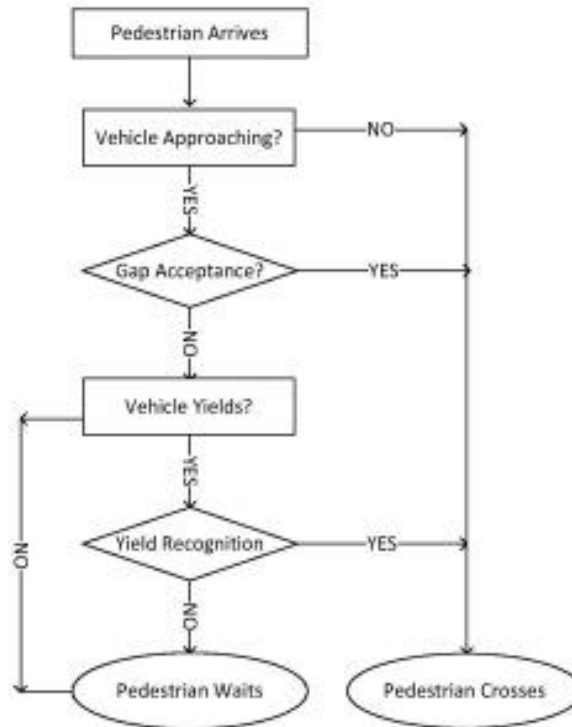 Pedestrian Arrives
Vehicle Approaching?
NO
YES
Gap Acceptance?
YES
NO
Vehicle Yields?
YES
Yield Recognition
YES
NO
NO
Pedestrian Waits
Pedestrian Crosses